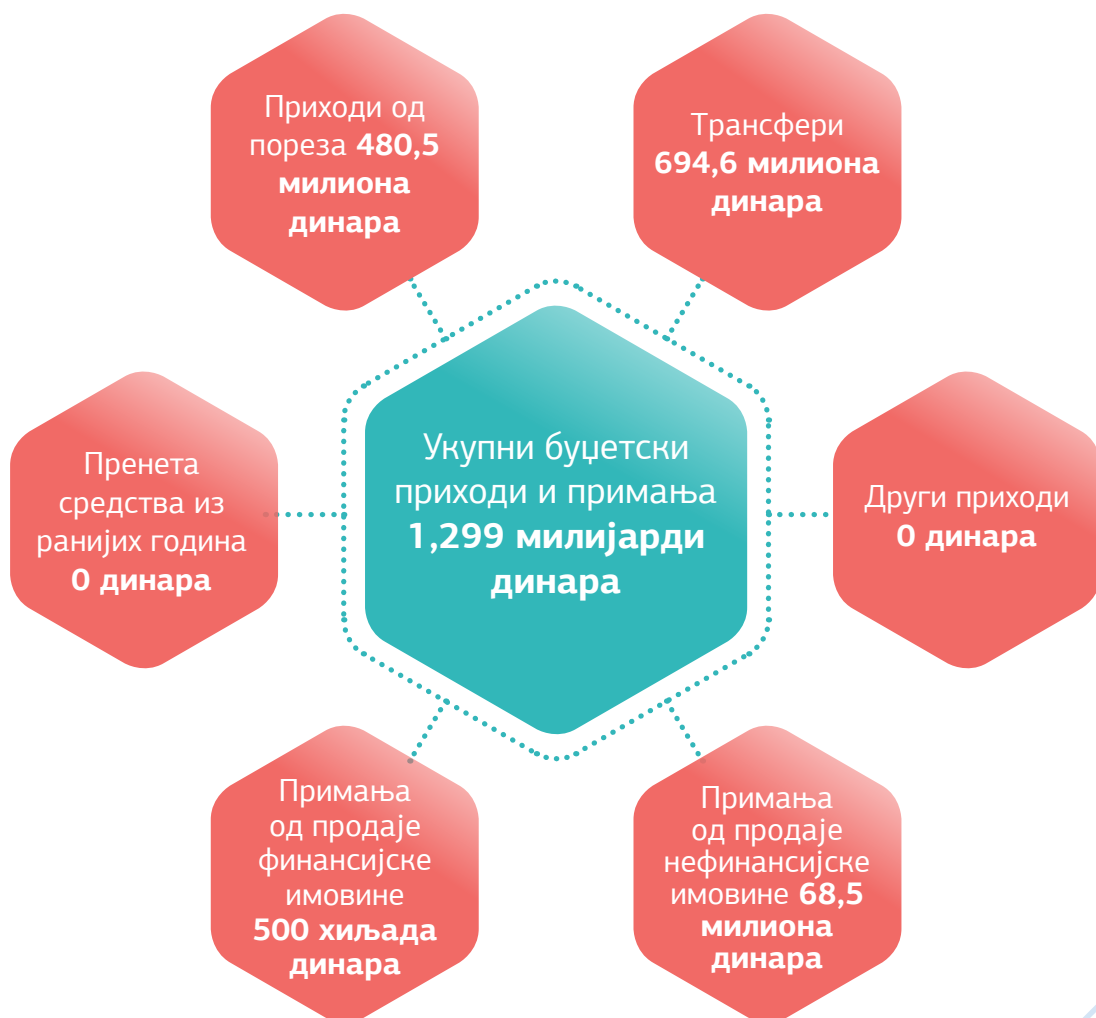 Приходи од
пореза 480,5
милиона
динара
Трансфери
694,6 милиона
динара
Пренета
средства из
ранијих година
0 динара
Укупни буџетски
приходи и примања
1,299 милијарди
динара
Други приходи
0 динара
Примања
од продаје
финансијске
имовине
500 хиљада
динара
Примања
од продаје
нефинансијске
имовине 68,5
милиона
динара